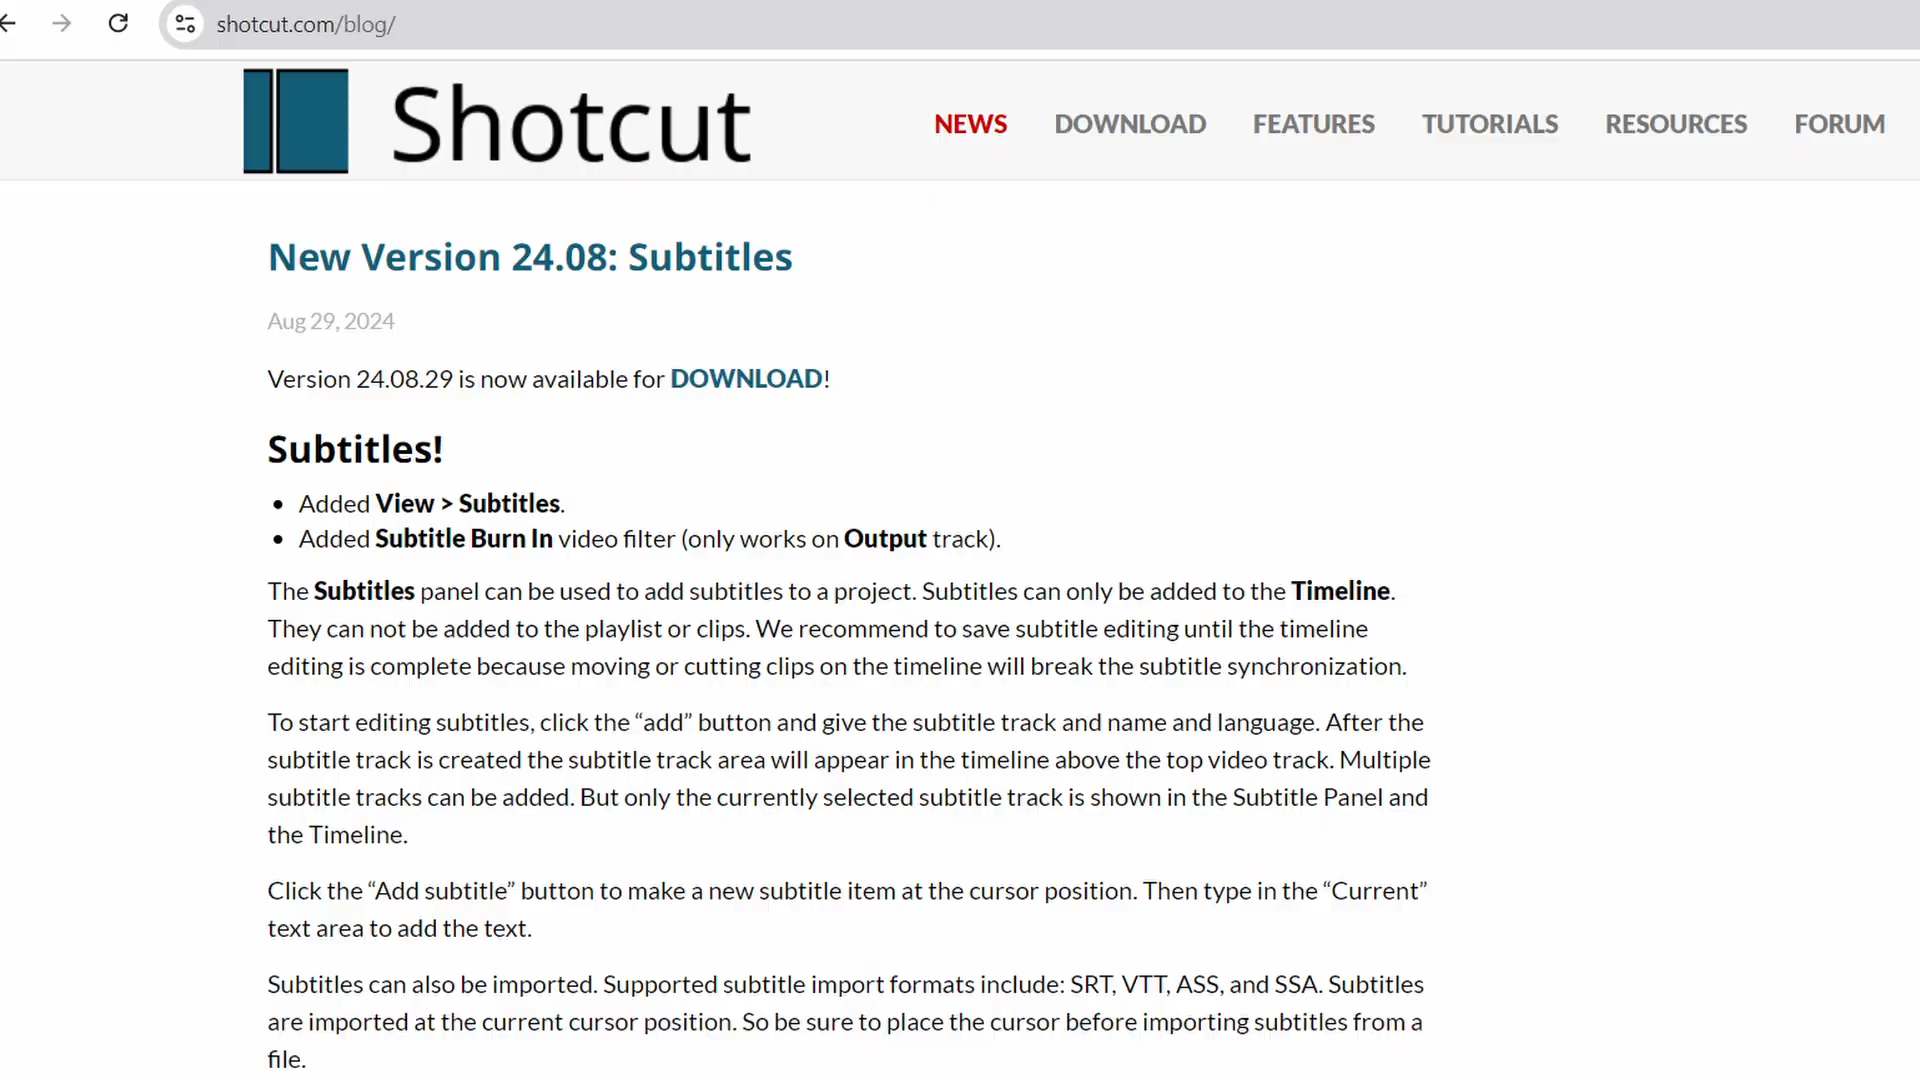 shotcut.com/blog/
Shotcut
NEWS DOWNLOAD FEATURES TUTORIALS RESOURCES FORUM
New Version 24.08: Subtitles
Aug 29, 2024
Version 24.08.29 is now available for DOWNLOAD!
Subtitles!
• Added View > Subtitles.
• Added Subtitle Burn In video filter (only works on Output track).
The Subtitles panel can be used to add subtitles to a project. Subtitles can only be added to the Timeline.
They can not be added to the playlist or clips. We recommend to save subtitle editing until the timeline
editing is complete because moving or cutting clips on the timeline will break the subtitle synchronization.
To start editing subtitles, click the “add” button and give the subtitle track and name and language. After the
subtitle track is created the subtitle track area will appear in the timeline above the top video track. Multiple
subtitle tracks can be added. But only the currently selected subtitle track is shown in the Subtitle Panel and
the Timeline.
Click the “Add subtitle” button to make a new subtitle item at the cursor position. Then type in the “Current”
text area to add the text.
Subtitles can also be imported. Supported subtitle import formats include: SRT, VTT, ASS, and SSA. Subtitles
are imported at the current cursor position. So be sure to place the cursor before importing subtitles from a
file.